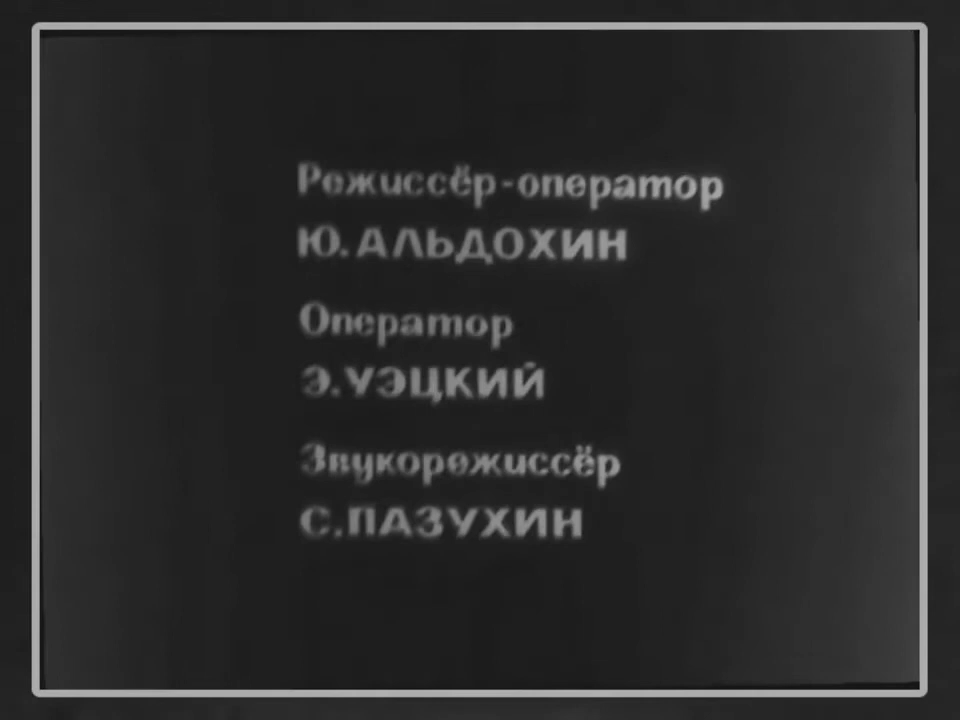 Режиссёр-оператор
Ю. АЛЬДОХИН
Оператор
Э. УЭЦКИЙ
Звукорежиссёр
С. ПАЗУХИН